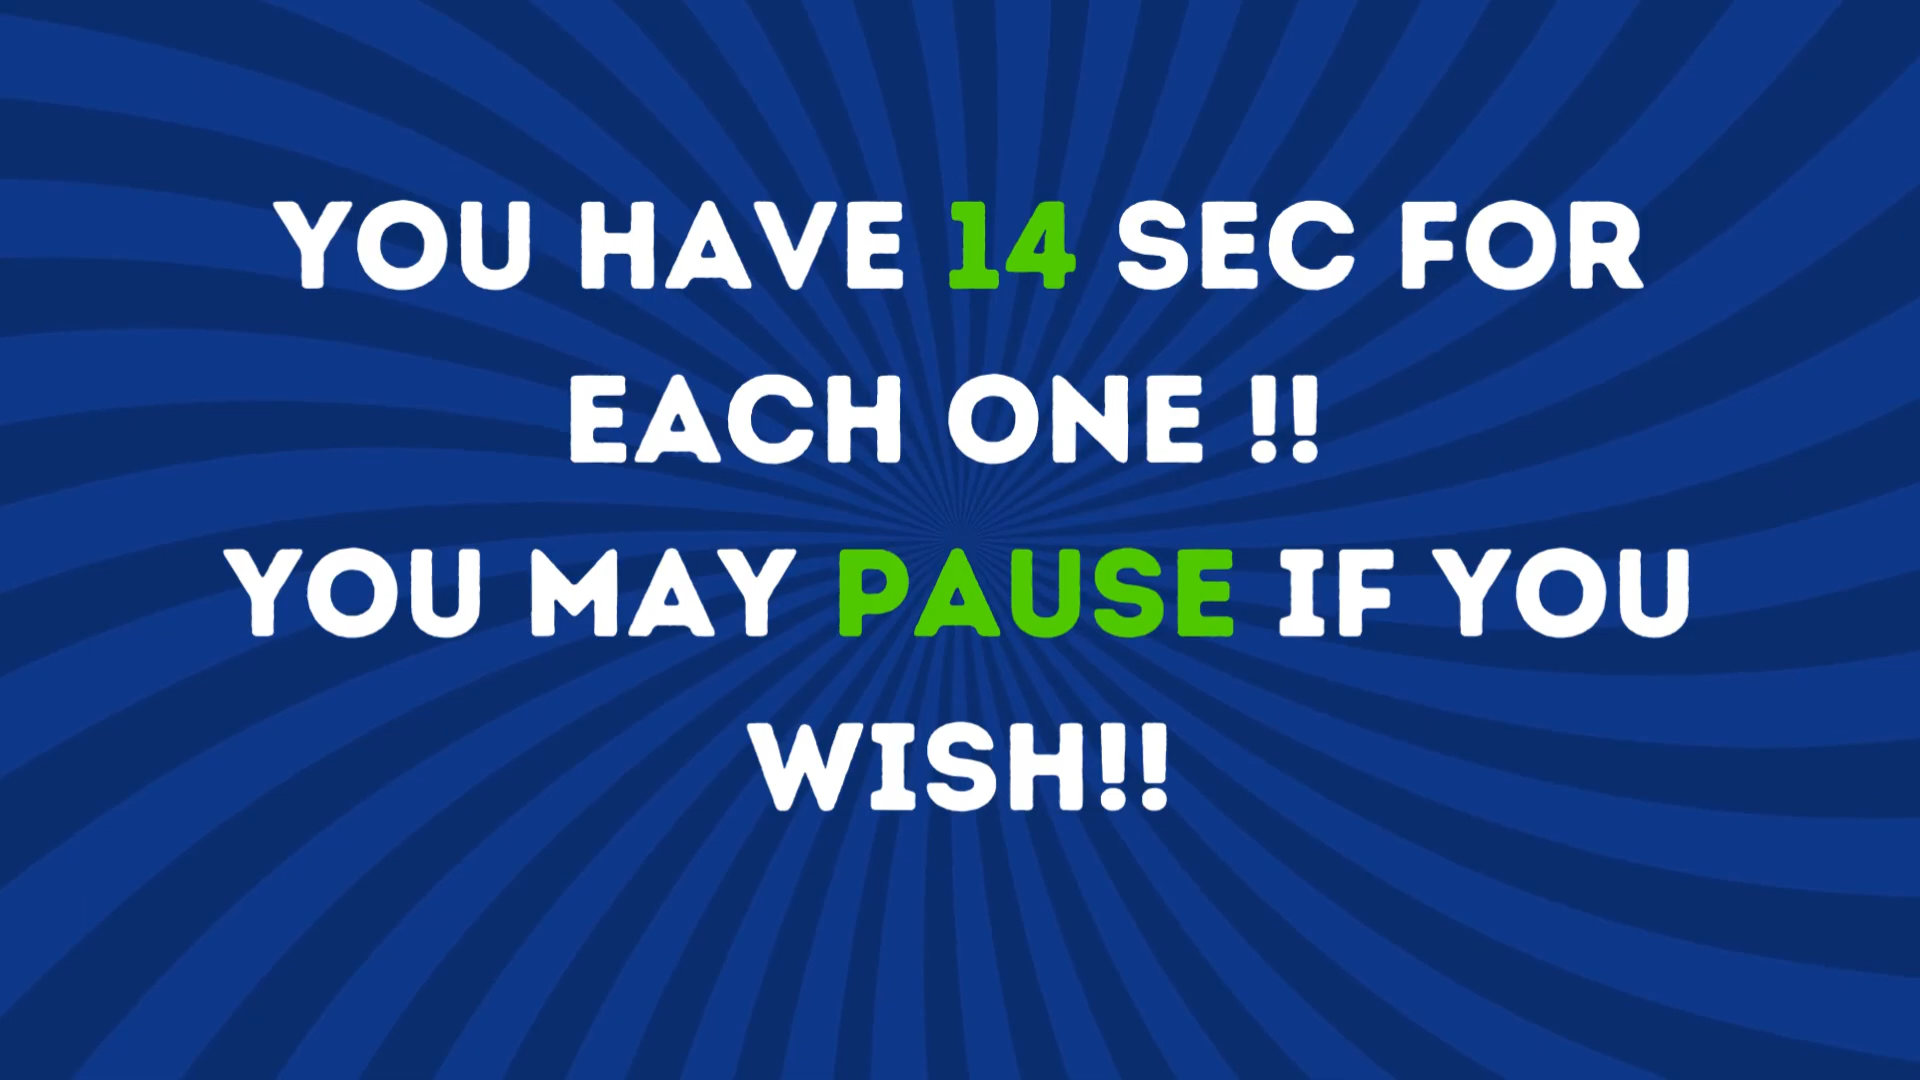 YOU HAVE 14 SEC FOR
EACH ONE !!
YOU MAY PAUSE IF YOU
WISH!!